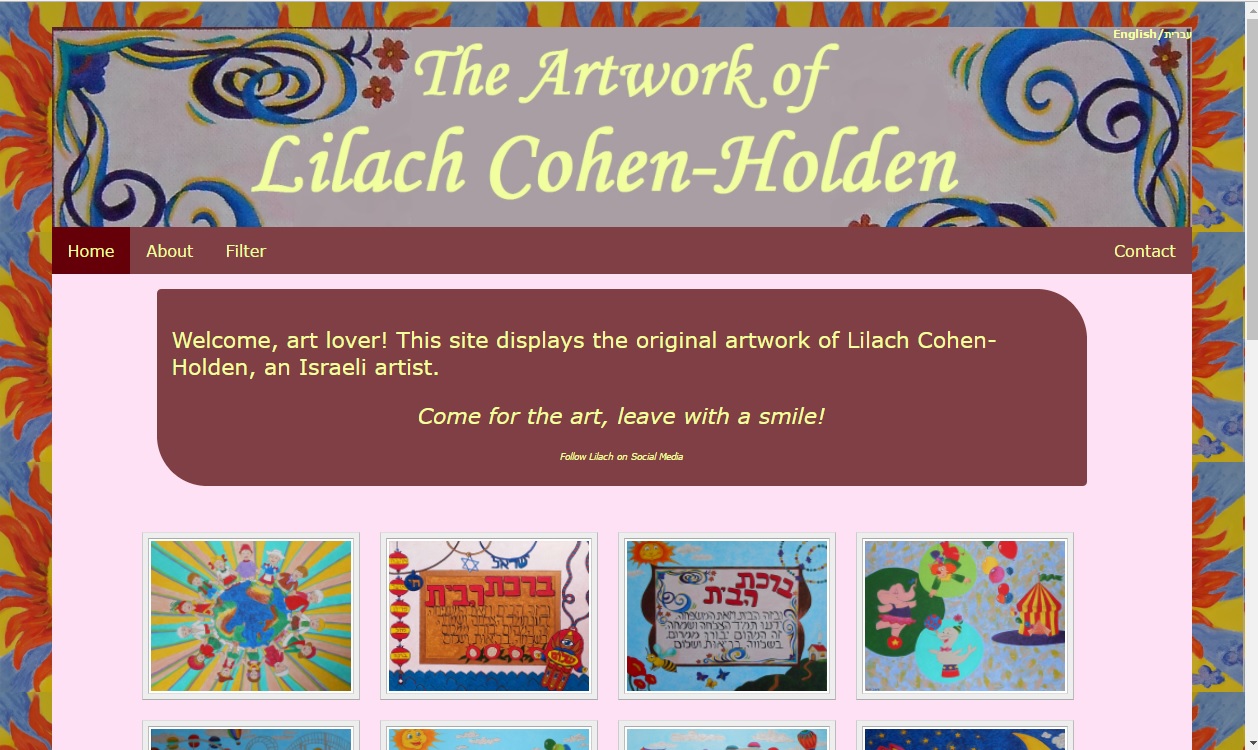 English/עברית
The Artwork of
Lilach Cohen-Holden
Home About Filter Contact
Welcome, art lover! This site displays the original artwork of Lilach Cohen-
Holden, an Israeli artist.
Come for the art, leave with a smile!
Follow Lilach on Social Media
ישראל
ברכת
הבית
ברכת
הבית